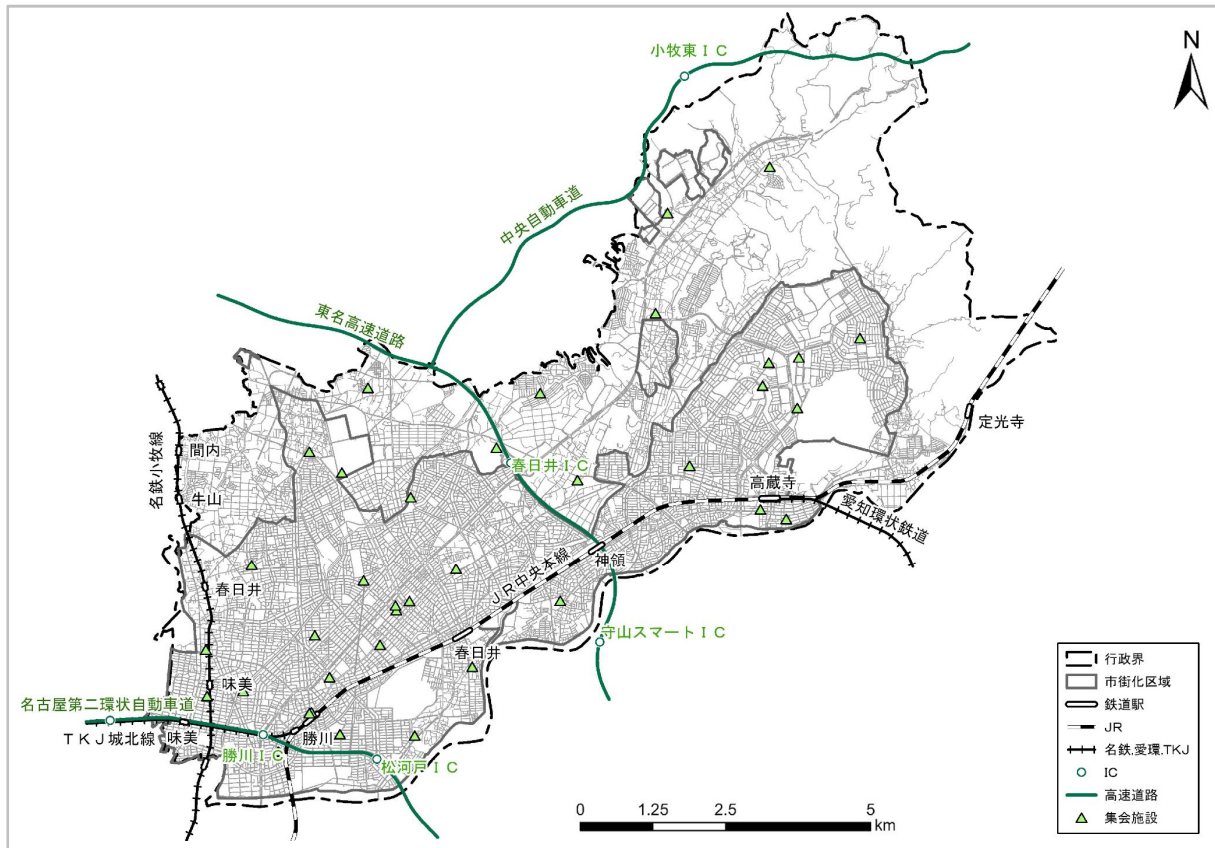 小牧東ＩＣ
N
中央自動車道
東名高速道路
名鉄小牧線
間内
牛山
春日井ＩＣ
定光寺
高蔵寺
愛知環状鉄道
ＪＲ中央本線
神領
春日井
守山スマートＩＣ
春日井
味美
名古屋第二環状自動車道
ＴＫＪ城北線
味美
勝川ＩＣ
勝川
松河戸ＩＣ
0 1.25 2.5 5
km
行政界
市街化区域
鉄道駅
JR
名鉄,愛環,TKJ
IC
高速道路
集会施設